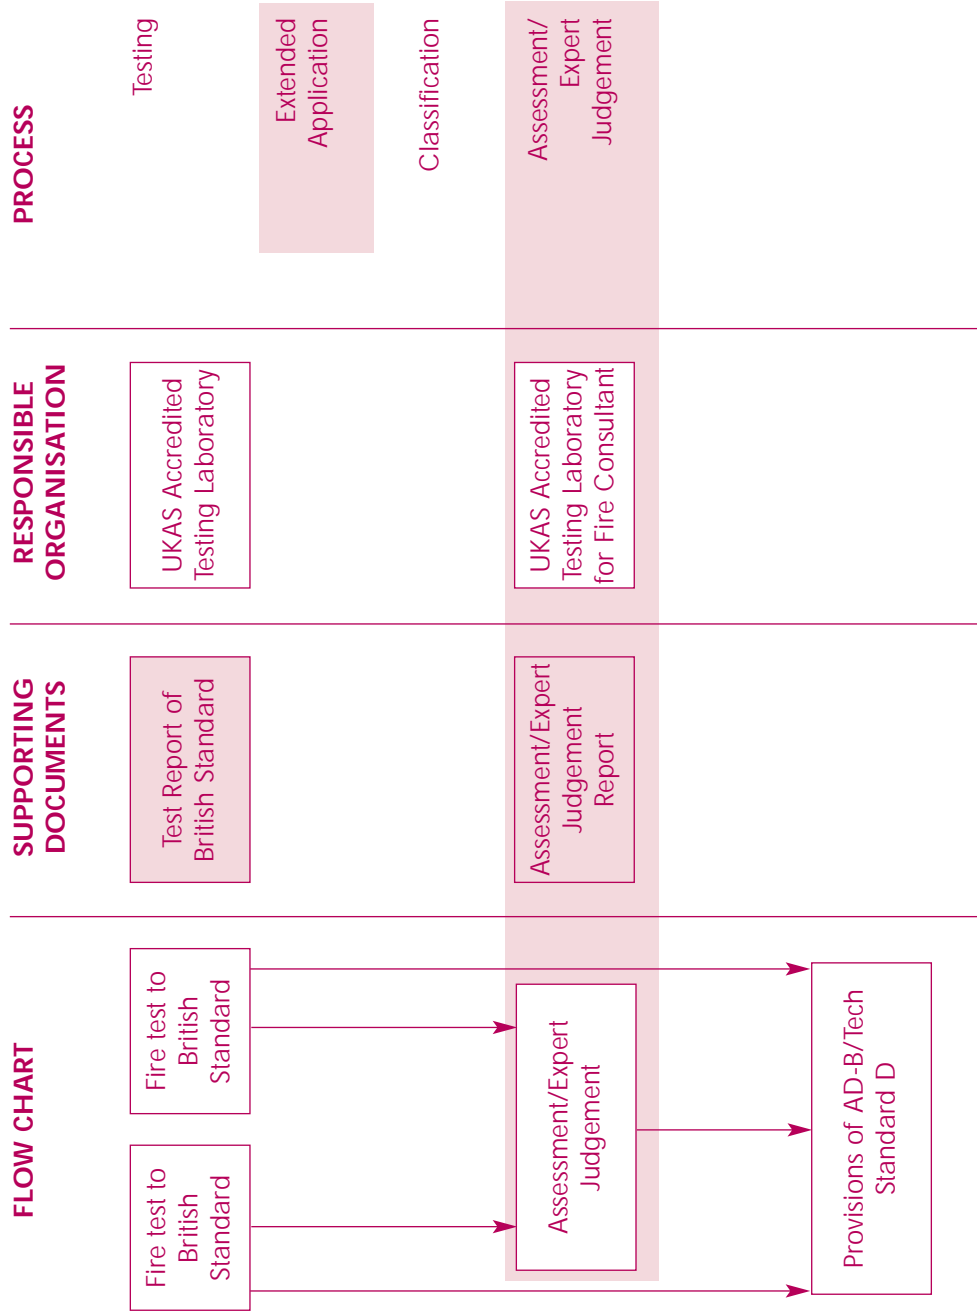 FLOW CHART
SUPPORTING
DOCUMENTS
RESPONSIBLE
ORGANISATION
PROCESS
Fire test to
British
Standard
Fire test to
British
Standard
Test Report of
British Standard
UKAS Accredited
Testing Laboratory
Testing
Extended
Application
Classification
Assessment/Expert
Judgement
Assessment/Expert
Judgement
Report
UKAS Accredited
Testing Laboratory
for Fire Consultant
Assessment/
Expert
Judgement
Provisions of AD-B/Tech
Standard D